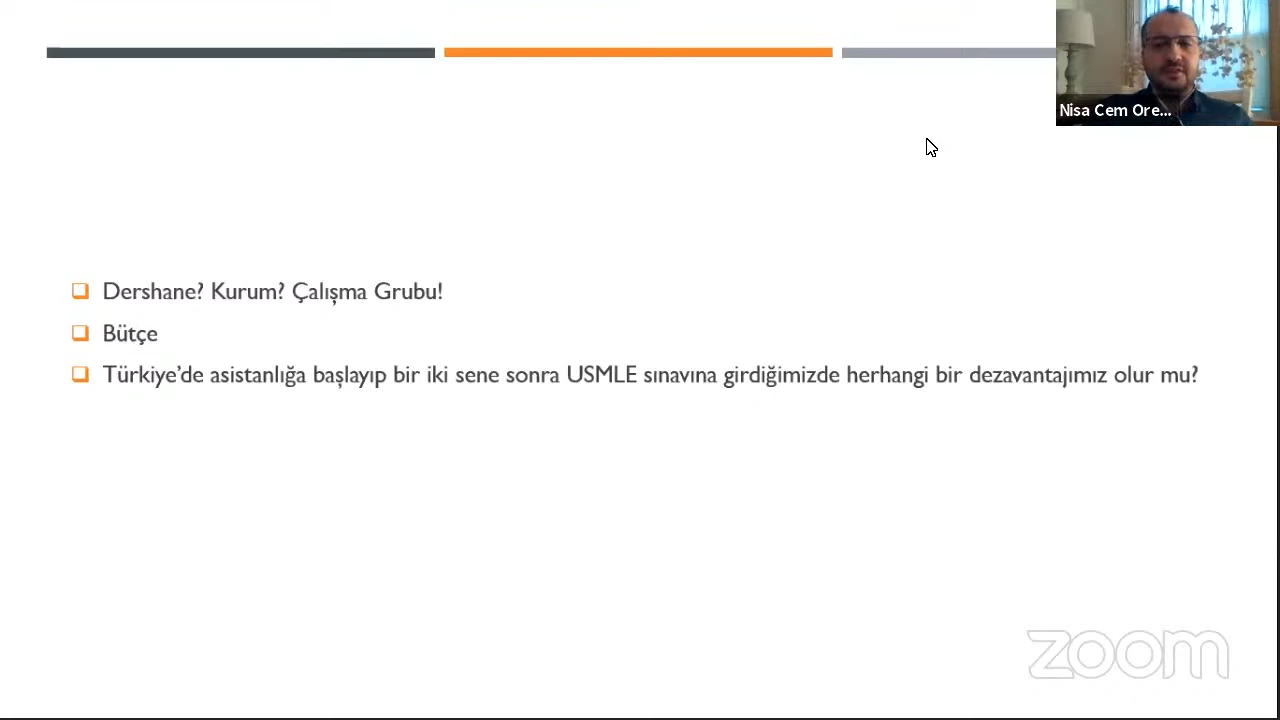 Nisa Cem Ore...
Dershane? Kurum? Çalışma Grubu!
Bütçe
Türkiye’de asistanlığa başlayıp bir iki sene sonra USMLE sınavına girdiğimizde herhangi bir dezavantajımız olur mu?
zoom